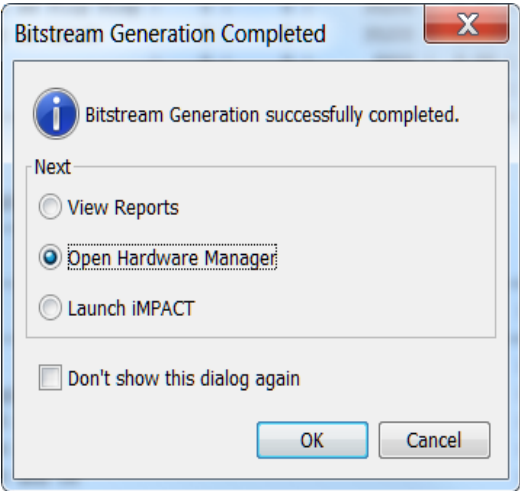 Bitstream Generation Completed
Bitstream Generation successfully completed.
Next
View Reports
Open Hardware Manager
Launch iMPACT
Don't show this dialog again
OK
Cancel